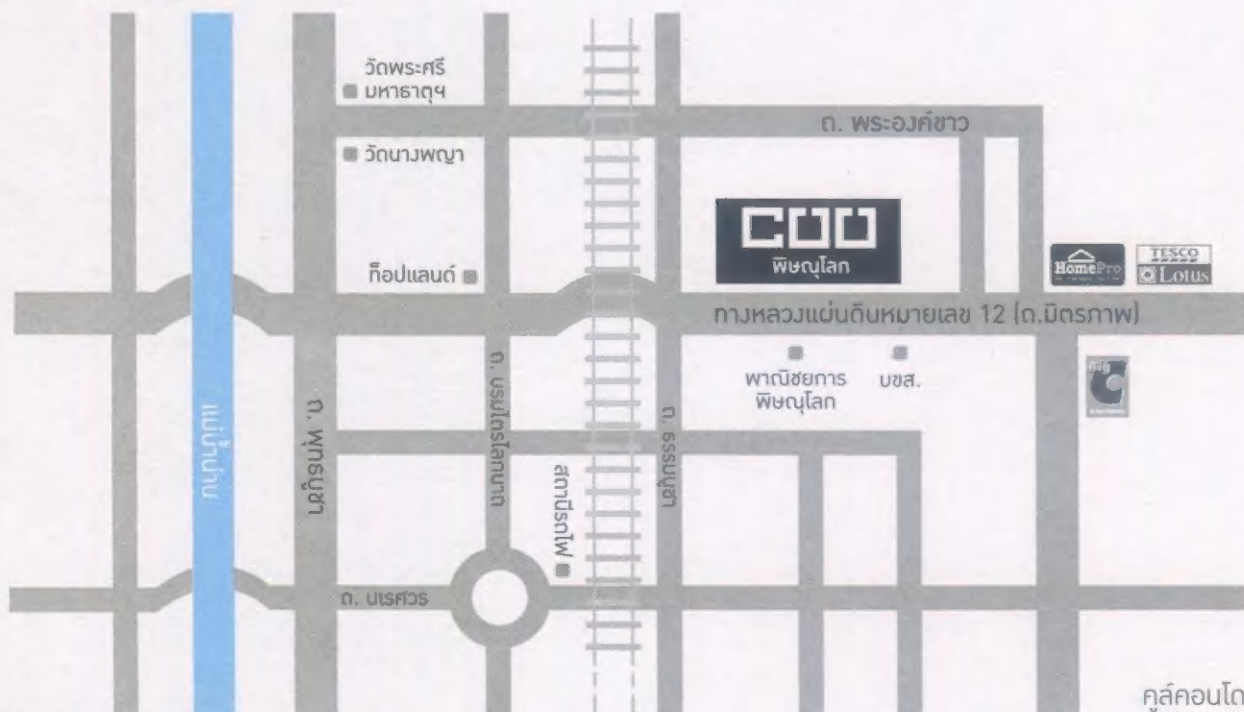 วัดพระศรี
มหาธาตุฯ
ถ. พระองค์ขาว
วัดนางพญา
พิษณุโลก
ท็อปแลนด์
HomePro
TESCO
Lotus
ทางหลวงแผ่นดินหมายเลข 12 (ถ.มิตรภาพ)
พาณิชยการ
พิษณุโลก
บขส.
Big
C
แม่น้ำน่าน
ถ. พุทธบูชา
ถ. บรมไตรโลกนาถ
ถ. ธรรมบูชา
สถานีรถไฟ
ถ. นเรศวร
คูล์คอนโด